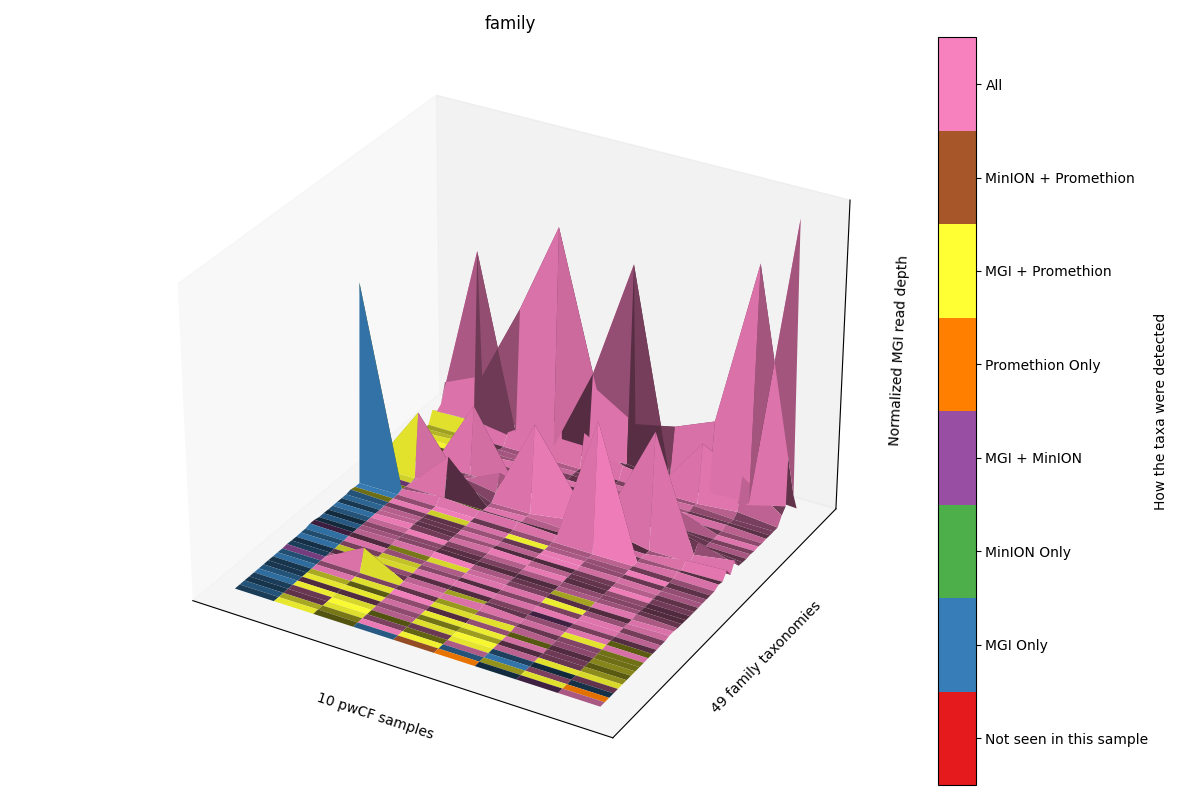 family
All
MinION + Promethion
MGI + Promethion
Promethion Only
MGI + MinION
MinION Only
MGI Only
Not seen in this sample
How the taxa were detected
Normalized MGI read depth
49 family taxonomies
10 pwCF samples